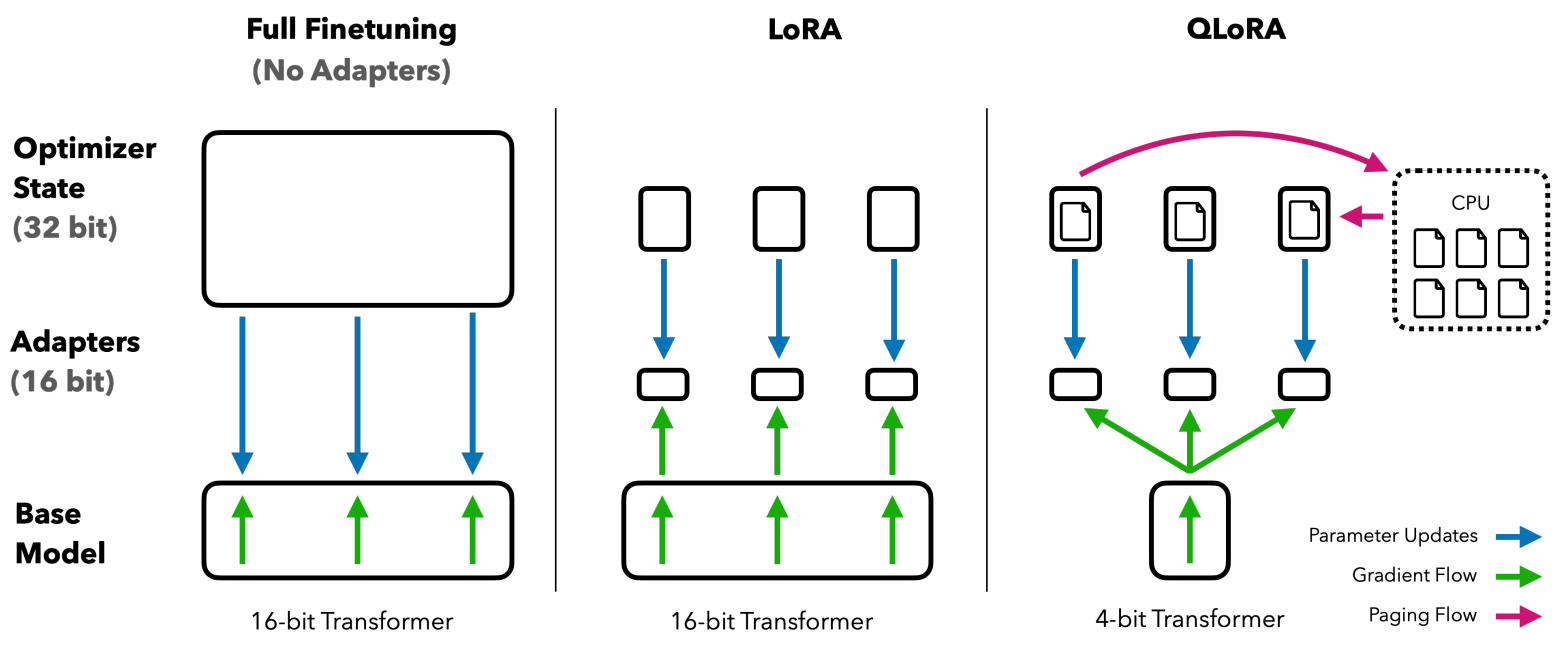 Full Finetuning
(No Adapters)
LoRA
QLoRA
Optimizer
State
(32 bit)
CPU
Adapters
(16 bit)
Base
Model
Parameter Updates
Gradient Flow
Paging Flow
16-bit Transformer
16-bit Transformer
4-bit Transformer